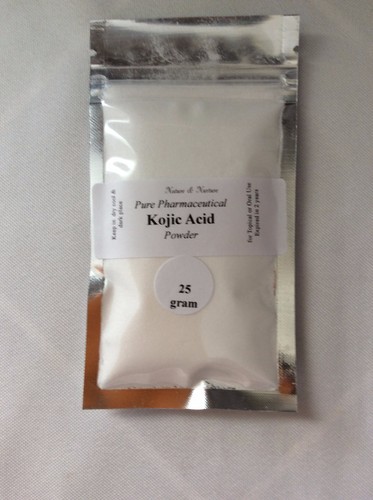 Nature & Nurture
Pure Pharmaceutical
Kojic Acid
Powder
Keep in dry cool &
dark place
for Topical or Oral Use
Expired in 2 years
25
gram